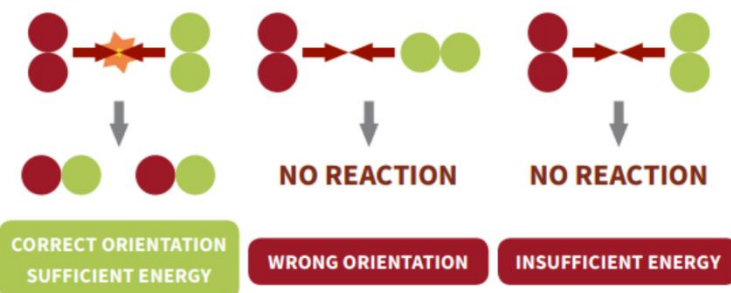 NO REACTION
NO REACTION
CORRECT ORIENTATION
SUFFICIENT ENERGY
WRONG ORIENTATION
INSUFFICIENT ENERGY